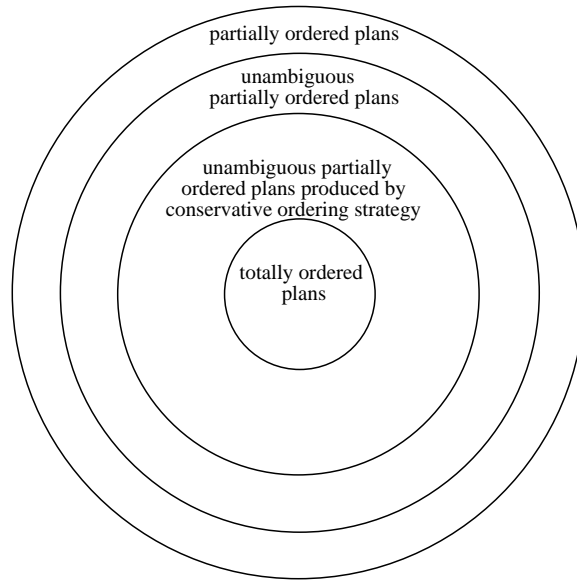 partially ordered plans
unambiguous
partially ordered plans
unambiguous partially
ordered plans produced by
conservative ordering strategy
totally ordered
plans